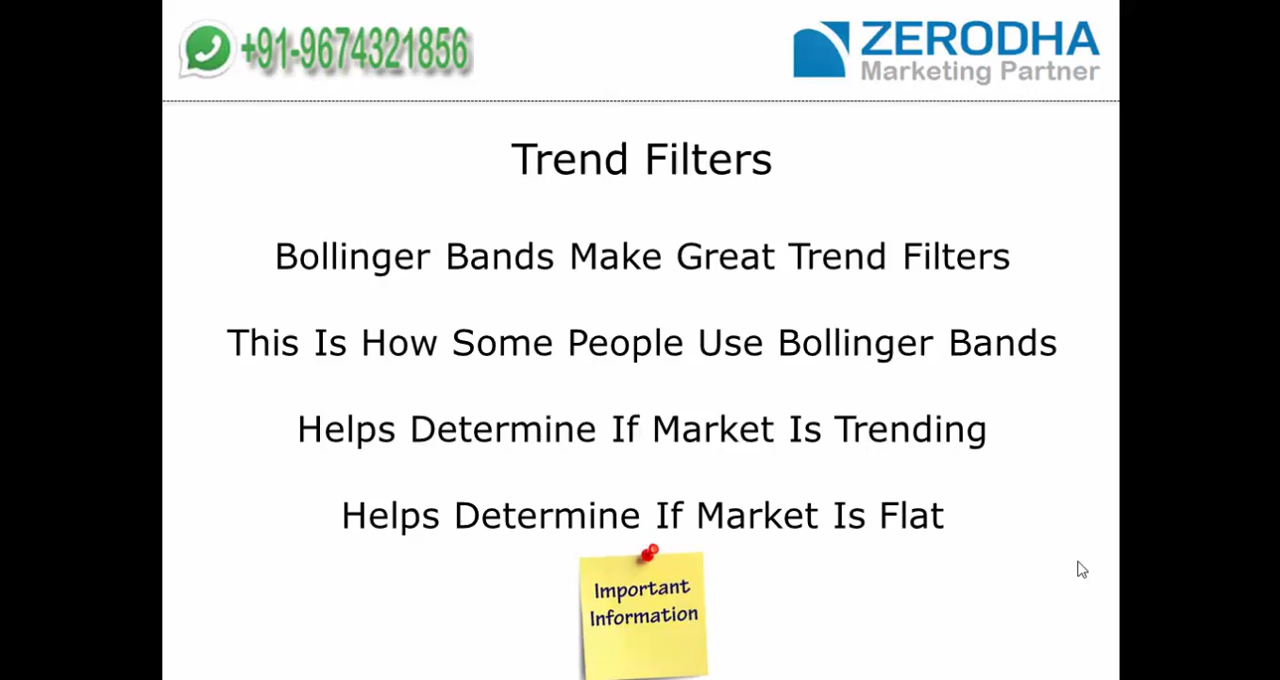 +91-9674321856
ZERODHA
Marketing Partner
Trend Filters
Bollinger Bands Make Great Trend Filters
This Is How Some People Use Bollinger Bands
Helps Determine If Market Is Trending
Helps Determine If Market Is Flat
Important
Information